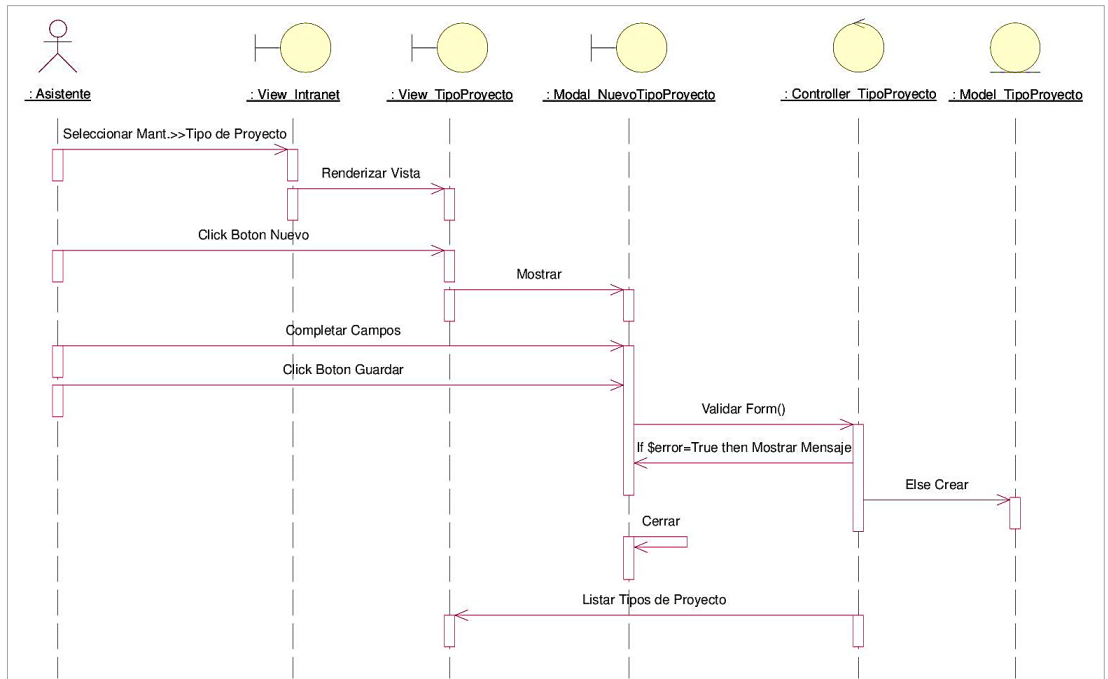 : Asistente
: View_Intranet
: View_TipoProyecto
: Modal_NuevoTipoProyecto
: Controller_TipoProyecto
: Model_TipoProyecto
Seleccionar Mant.>>Tipo de Proyecto
Renderizar Vista
Click Boton Nuevo
Mostrar
Completar Campos
Click Boton Guardar
Validar Form()
If $error=True then Mostrar Mensaje
Else Crear
Cerrar
Listar Tipos de Proyecto